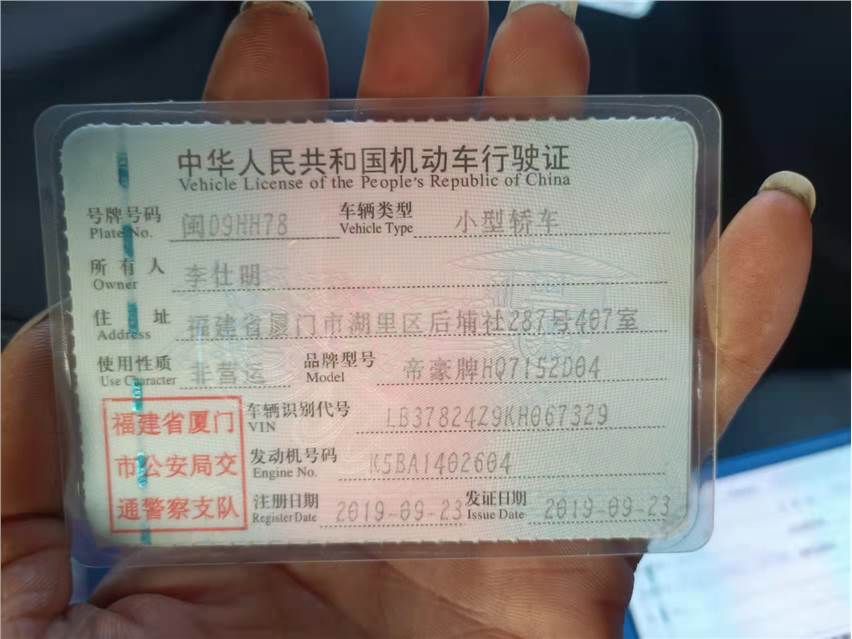 中华人民共和国机动车行驶证
Vehicle License of the People's Republic of China
号牌号码 闽D9HH78 车辆类型 小型轿车
Plate No. Vehicle Type
所有人 李仕明
Owner
住址 福建省厦门市湖里区后埔社287号407室
Address
使用性质 非营运 品牌型号 帝豪牌HQ7152D04
Use Character Model
车辆识别代号 LB37824Z9KH067329
VIN
发动机号码 K5BA1402604
Engine No.
注册日期 2019-09-23 发证日期 2019-09-23
Register Date Issue Date
福建省厦门
市公安局交
通警察支队